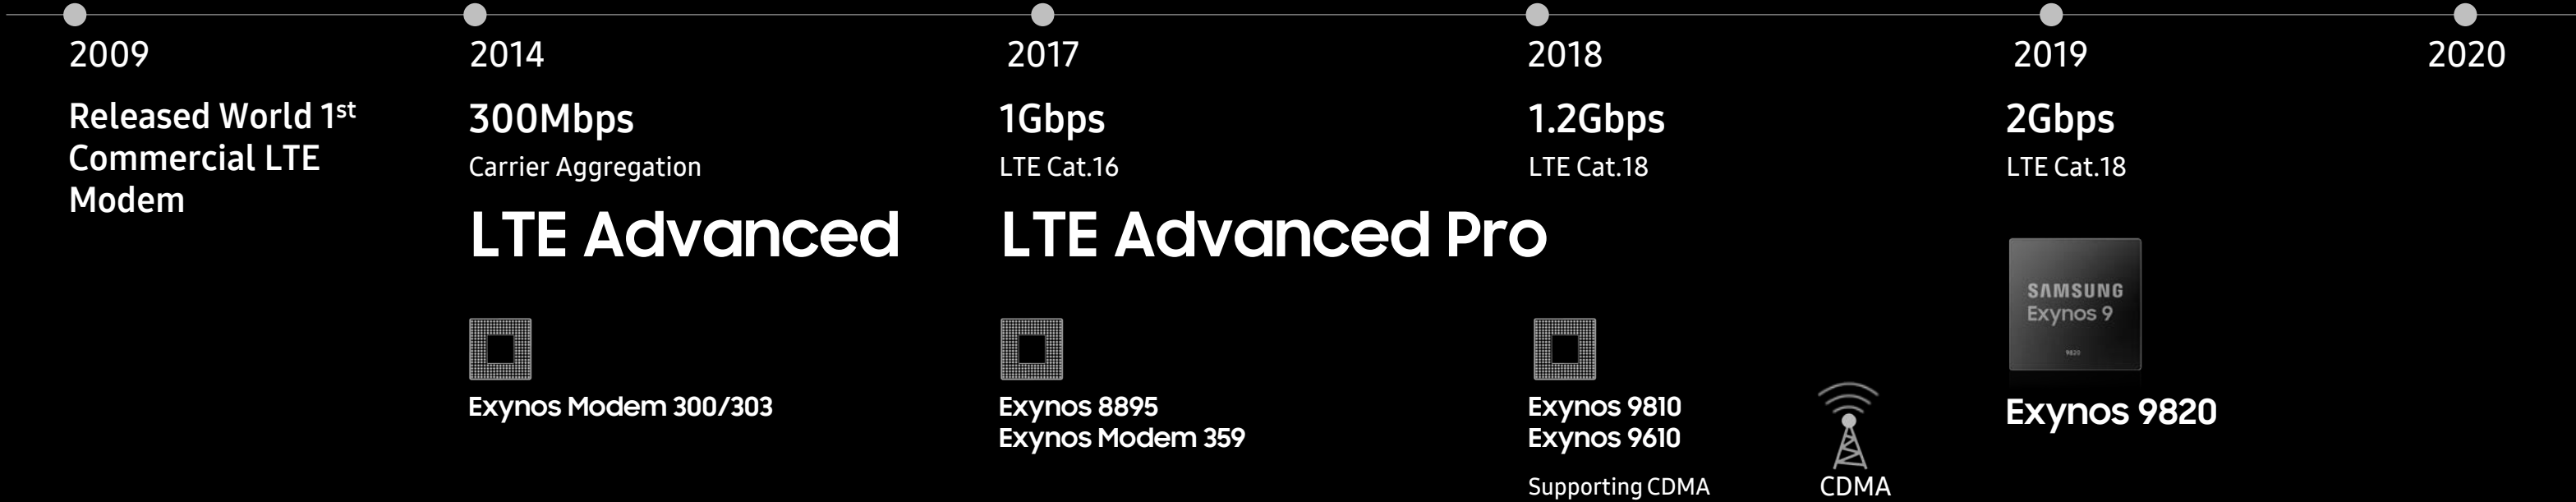 2009
Released World 1st
Commercial LTE
Modem
2014
300Mbps
Carrier Aggregation
LTE Advanced
Exynos Modem 300/303
2017
1Gbps
LTE Cat.16
LTE Advanced Pro
Exynos 8895
Exynos Modem 359
2018
1.2Gbps
LTE Cat.18
Exynos 9810
Exynos 9610
Supporting CDMA
CDMA
2019
2Gbps
LTE Cat.18
SAMSUNG
Exynos 9
9820
Exynos 9820
2020